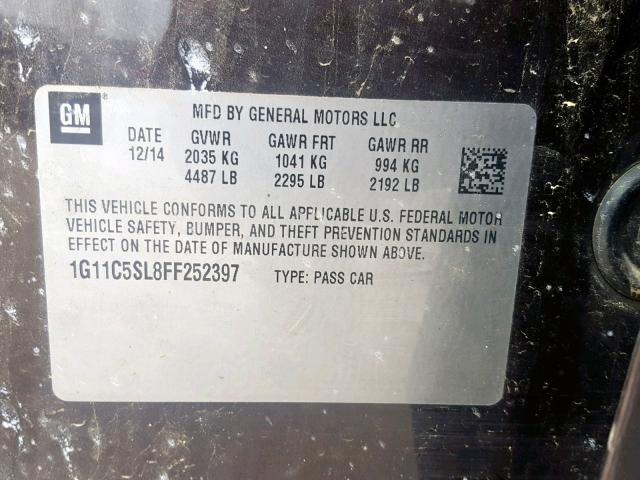 GM
MFD BY GENERAL MOTORS LLC
DATE GVWR GAWR FRT GAWR RR
12/14 2035 KG 1041 KG 994 KG
4487 LB 2295 LB 2192 LB
THIS VEHICLE CONFORMS TO ALL APPLICABLE U.S. FEDERAL MOTOR
VEHICLE SAFETY, BUMPER, AND THEFT PREVENTION STANDARDS IN
EFFECT ON THE DATE OF MANUFACTURE SHOWN ABOVE.
1G11C5SL8FF252397 TYPE: PASS CAR